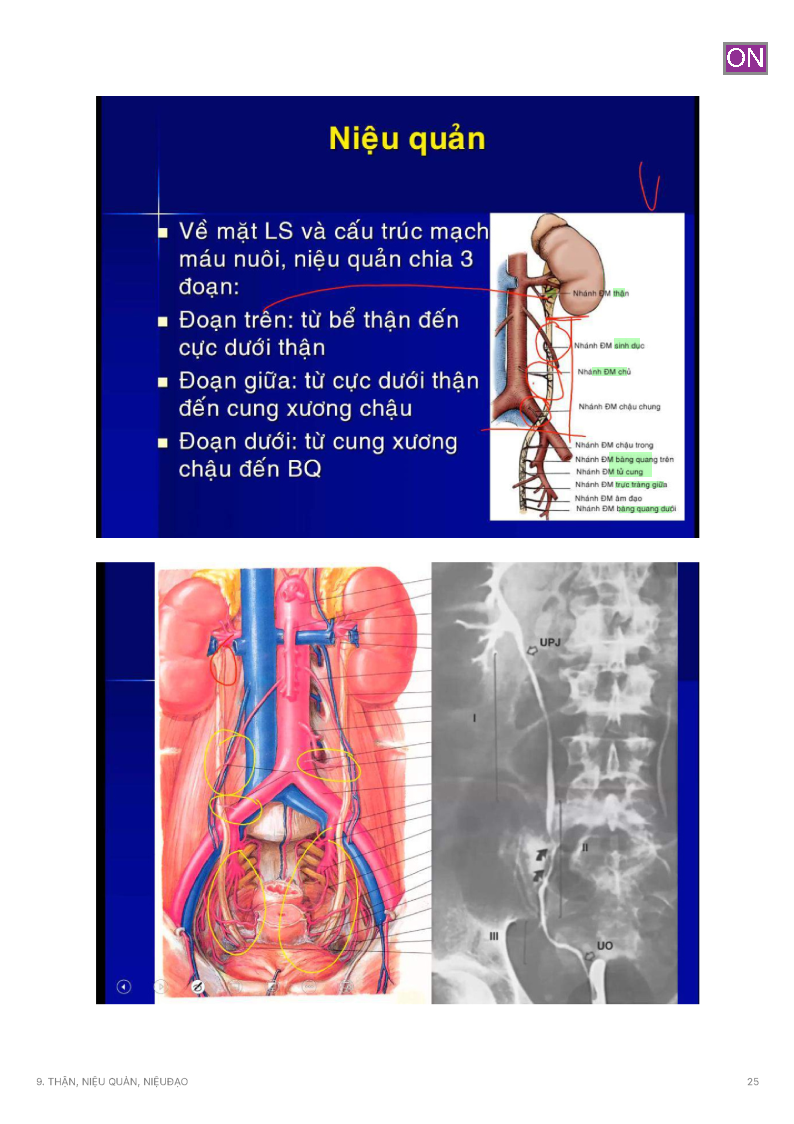 ON
Niệu quản
Về mặt LS và cấu trúc mạch
máu nuôi, niệu quản chia 3
đoạn:
Đoạn trên: từ bể thận đến
cực dưới thận
Đoạn giữa: từ cực dưới thận
đến cung xương chậu
Đoạn dưới: từ cung xương
chậu đến BQ
Nhánh ĐM thận
Nhánh ĐM sinh dục
Nhánh ĐM chủ
Nhánh ĐM chậu chung
Nhánh ĐM chậu trong
Nhánh ĐM bàng quang trên
Nhánh ĐM tử cung
Nhánh ĐM trực tràng giữa
Nhánh ĐM âm đạo
Nhánh ĐM bàng quang dưới
UPJ
I
II
III
UO
9. THẬN, NIỆU QUẢN, NIỆUĐẠO
25